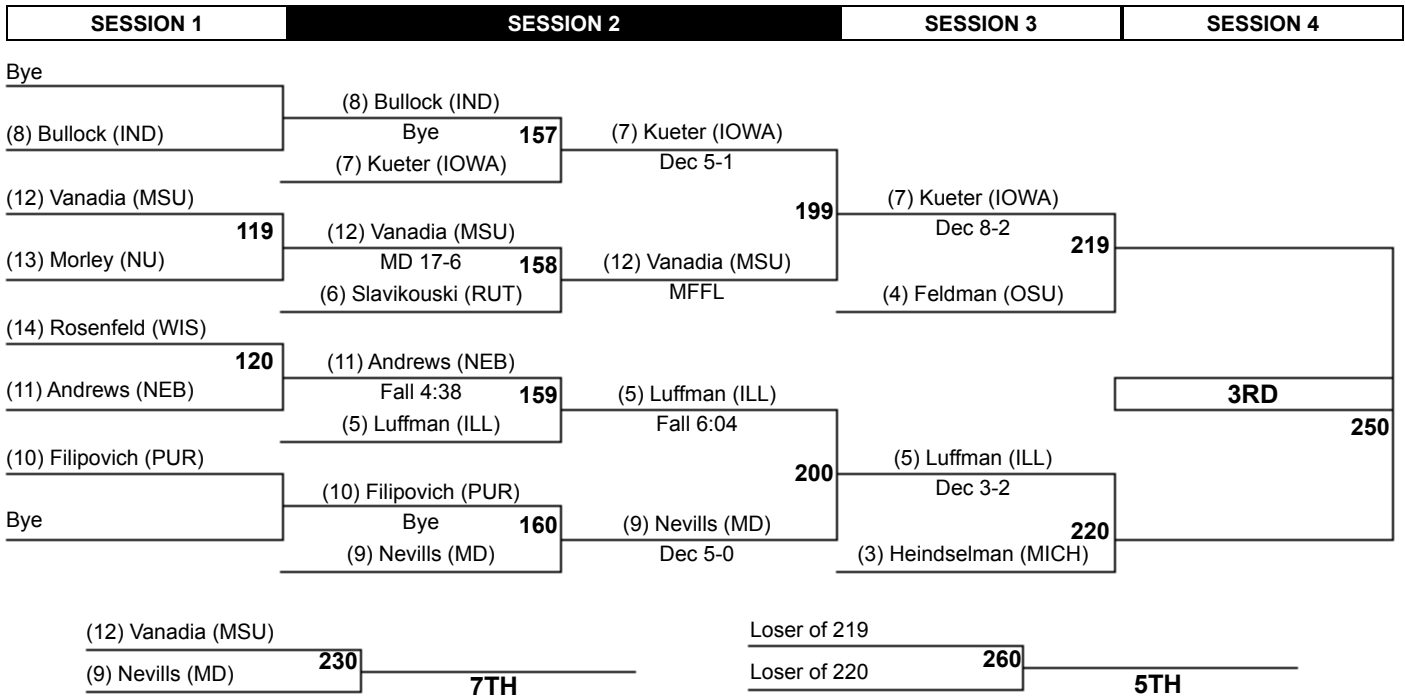 SESSION 1
SESSION 2
SESSION 3
SESSION 4
Bye
(8) Bullock (IND)
(12) Vanadia (MSU)
119
(13) Morley (NU)
(14) Rosenfeld (WIS)
120
(11) Andrews (NEB)
(10) Filipovich (PUR)
Bye
(8) Bullock (IND)
Bye
157
(7) Kueter (IOWA)
(12) Vanadia (MSU)
MD 17-6
158
(6) Slavikouski (RUT)
(11) Andrews (NEB)
Fall 4:38
159
(5) Luffman (ILL)
(10) Filipovich (PUR)
Bye
160
(9) Nevills (MD)
(7) Kueter (IOWA)
Dec 5-1
199
(12) Vanadia (MSU)
MFFL
(5) Luffman (ILL)
Fall 6:04
200
(9) Nevills (MD)
Dec 5-0
(7) Kueter (IOWA)
Dec 8-2
219
(4) Feldman (OSU)
(5) Luffman (ILL)
Dec 3-2
220
(3) Heindselman (MICH)
3RD
250
(12) Vanadia (MSU)
230
(9) Nevills (MD)
7TH
Loser of 219
260
Loser of 220
5TH